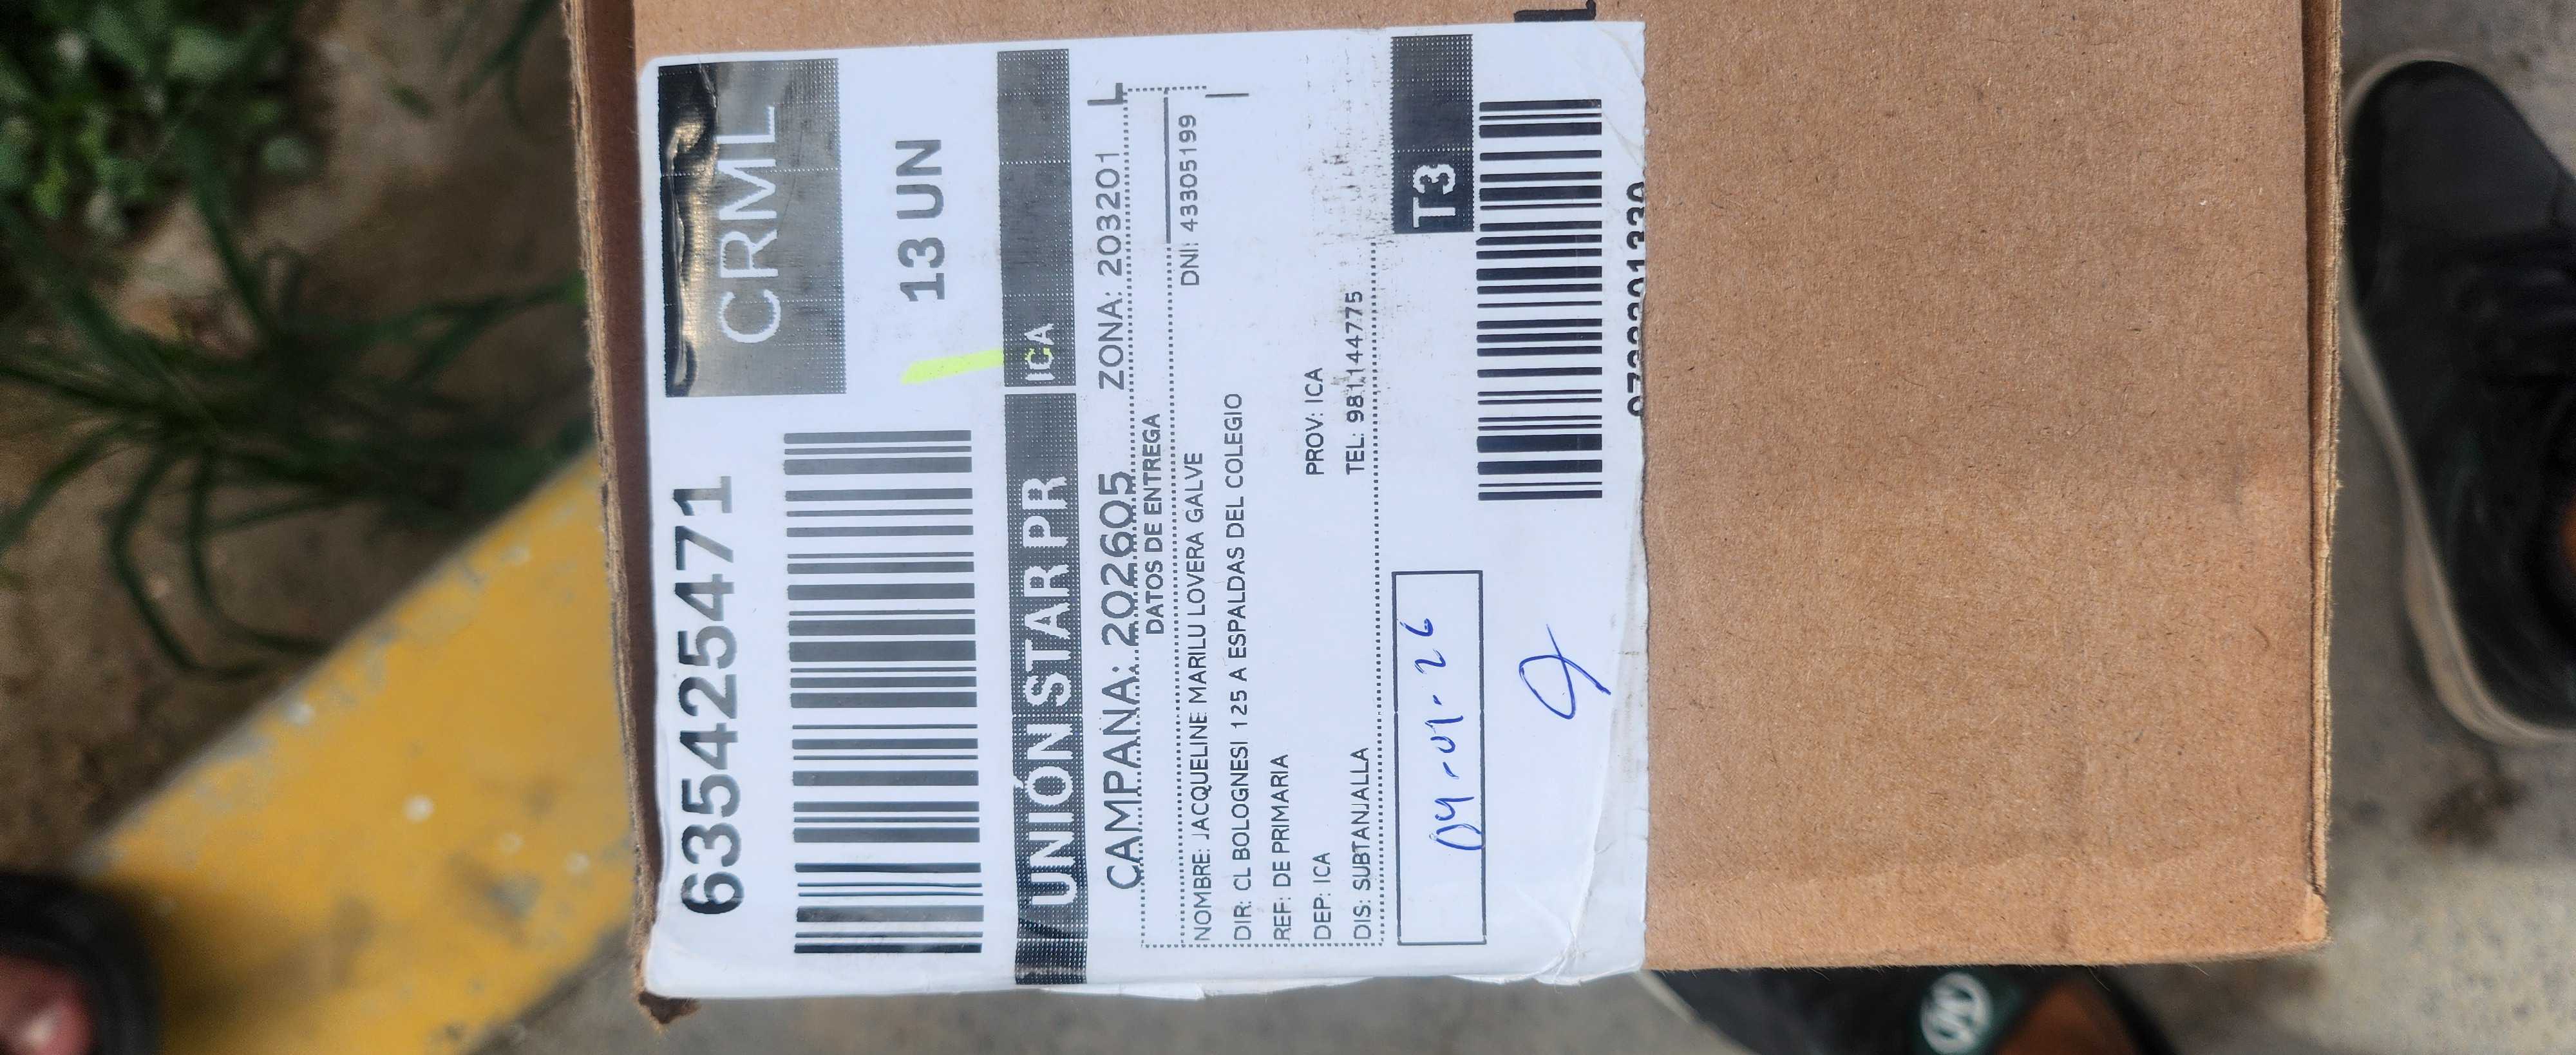 6354254​71
CRML
13 UN
UNIÓN STAR PR ICA
CAMPANA: 202605 ZONA: 203201 L
DATOS DE ENTREGA
NOMBRE: JACQUELINE MARILU LOVERA GALVE DNI: 43305199
DIR: CL BOLOGNESI 125 A ESPALDAS DEL COLEGIO
REF: DE PRIMARIA
DEP: ICA PROV: ICA
DIS: SUBTANJALLA TEL: 981144775
04-01-26
T3